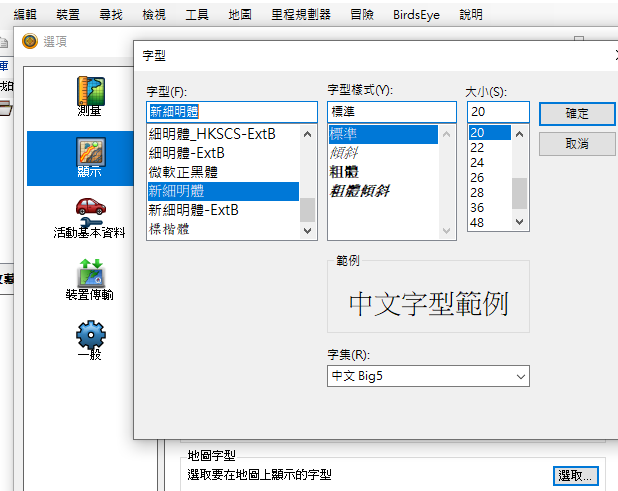 編輯 裝置 尋找 檢視 工具 地圖 里程規劃器 冒險 BirdsEye 說明
選項
字型
測量
顯示
活動基本資料
裝置傳輸
一般
字型(F):
新細明體
細明體_HKSCS-ExtB
細明體-ExtB
微軟正黑體
新細明體
新細明體-ExtB
標楷體
字型樣式(Y):
標準
標準
傾斜
粗體
粗體傾斜
大小(S):
20
20
22
24
26
28
36
48
確定
取消
範例
中文字型範例
字集(R):
中文 Big5
地圖字型
選取要在地圖上顯示的字型
選取...